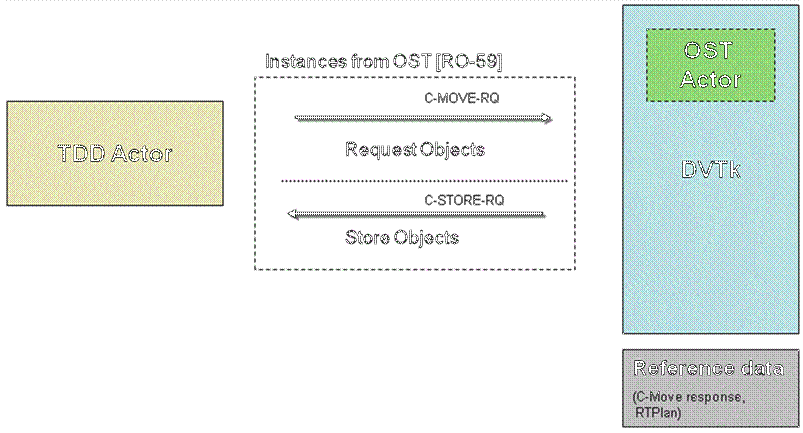 Instances from OST [RO-59]
C-MOVE-RQ
Request Objects
C-STORE-RQ
Store Objects
TDD Actor
OST
Actor
DVTk
Reference data
(C-Move response,
RTPlan)